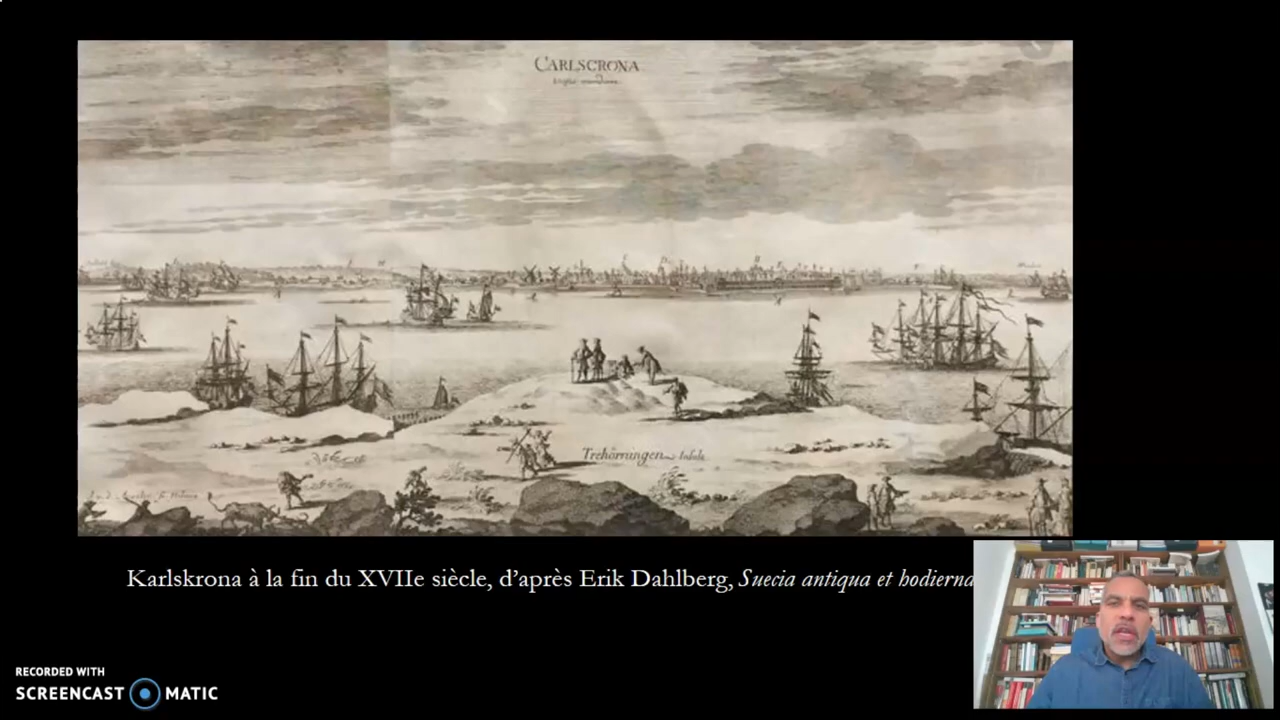 CARLSCRONA
Trehörningen Insula
Karlskrona à la fin du XVIIe siècle, d'après Erik Dahlberg, Suecia antiqua et hodierna
RECORDED WITH
SCREENCAST MATIC